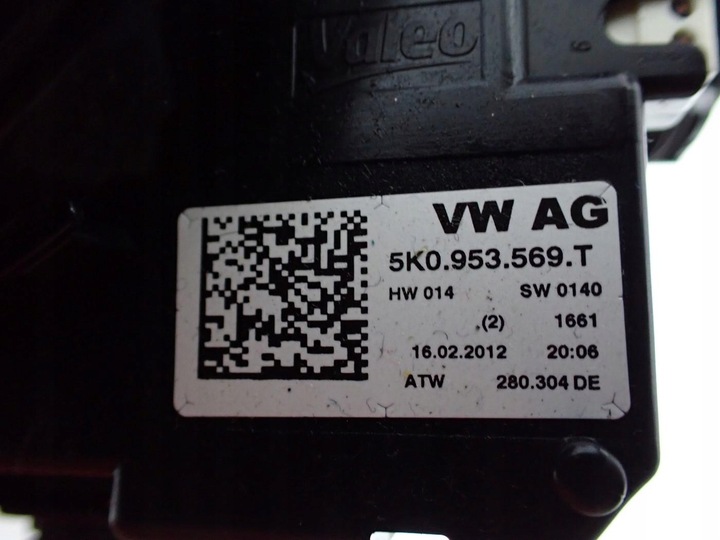 Valeo
6
VW AG
5K0.953.569.T
HW 014 SW 0140
.(2) 1661
16.02.2012 20:06
ATW 280.304 DE